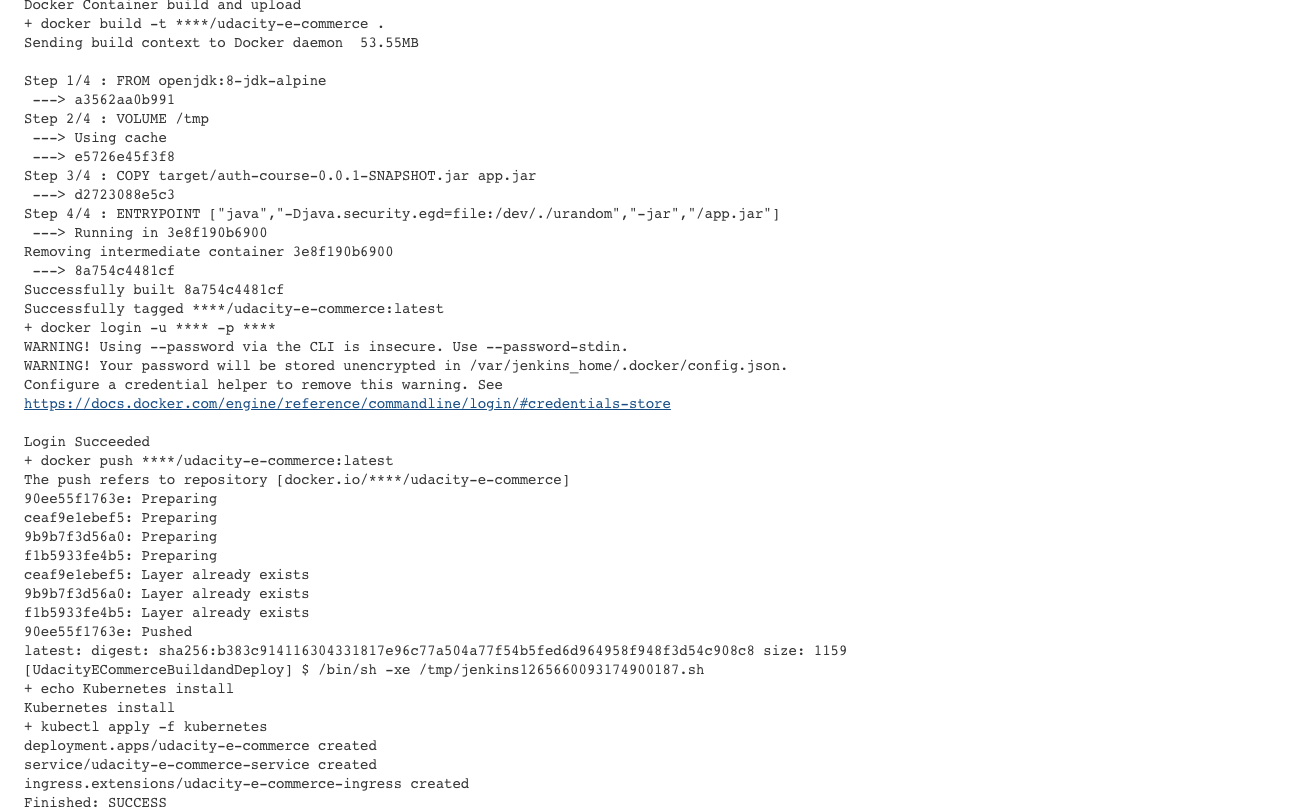 Docker Container build and upload
+ docker build -t ****/udacity-e-commerce .
Sending build context to Docker daemon  53.55MB
Step 1/4 : FROM openjdk:8-jdk-alpine
 ---> a3562aa0b991
Step 2/4 : VOLUME /tmp
 ---> Using cache
 ---> e5726e45f3f8
Step 3/4 : COPY target/auth-course-0.0.1-SNAPSHOT.jar app.jar
 ---> d2723088e5c3
Step 4/4 : ENTRYPOINT ["java","-Djava.security.egd=file:/dev/./urandom","-jar","/app.jar"]
 ---> Running in 3e8f190b6900
Removing intermediate container 3e8f190b6900
 ---> 8a754c4481cf
Successfully built 8a754c4481cf
Successfully tagged ****/udacity-e-commerce:latest
+ docker login -u **** -p ****
WARNING! Using --password via the CLI is insecure. Use --password-stdin.
WARNING! Your password will be stored unencrypted in /var/jenkins_home/.docker/config.json.
Configure a credential helper to remove this warning. See
https://docs.docker.com/engine/reference/commandline/login/#credentials-store
Login Succeeded
+ docker push ****/udacity-e-commerce:latest
The push refers to repository [docker.io/****/udacity-e-commerce]
90ee55f1763e: Preparing
ceaf9e1ebef5: Preparing
9b9b7f3d56a0: Preparing
f1b5933fe4b5: Preparing
ceaf9e1ebef5: Layer already exists
9b9b7f3d56a0: Layer already exists
f1b5933fe4b5: Layer already exists
90ee55f1763e: Pushed
latest: digest: sha256:b383c914116304331817e96c77a504a77f54b5fed6d964958f948f3d54c908c8 size: 1159
[UdacityECommerceBuildandDeploy] $ /bin/sh -xe /tmp/jenkins1265660093174900187.sh
+ echo Kubernetes install
Kubernetes install
+ kubectl apply -f kubernetes
deployment.apps/udacity-e-commerce created
service/udacity-e-commerce-service created
ingress.extensions/udacity-e-commerce-ingress created
Finished: SUCCESS